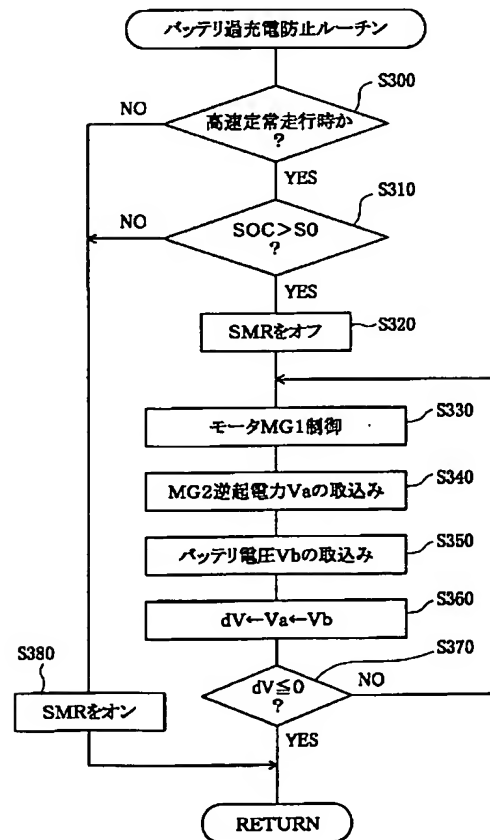 バッテリ過充電防止ルーチン
S300
NO
高速定常走行時か
?
YES
S310
NO
SOC>S0
?
YES
SMRをオフ
S320
モータMG1制御
S330
MG2逆起電力Vaの取込み
S340
バッテリ電圧Vbの取込み
S350
dV←Va←Vb
S360
S370
dV≦0
?
NO
YES
S380
SMRをオン
RETURN